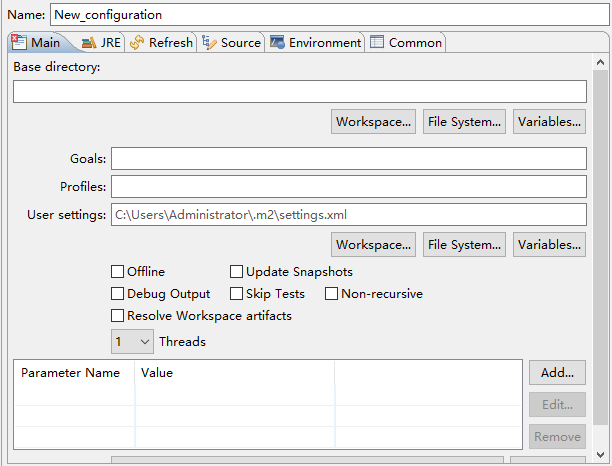 Name: New_configuration
Main JRE Refresh Source Environment Common
Base directory:
Workspace... File System... Variables...
Goals:
Profiles:
User settings: C:\Users\Administrator\.m2\settings.xml
Workspace... File System... Variables...
Offline Update Snapshots
Debug Output Skip Tests Non-recursive
Resolve Workspace artifacts
1 Threads
Parameter Name Value Add...
Edit...
Remove